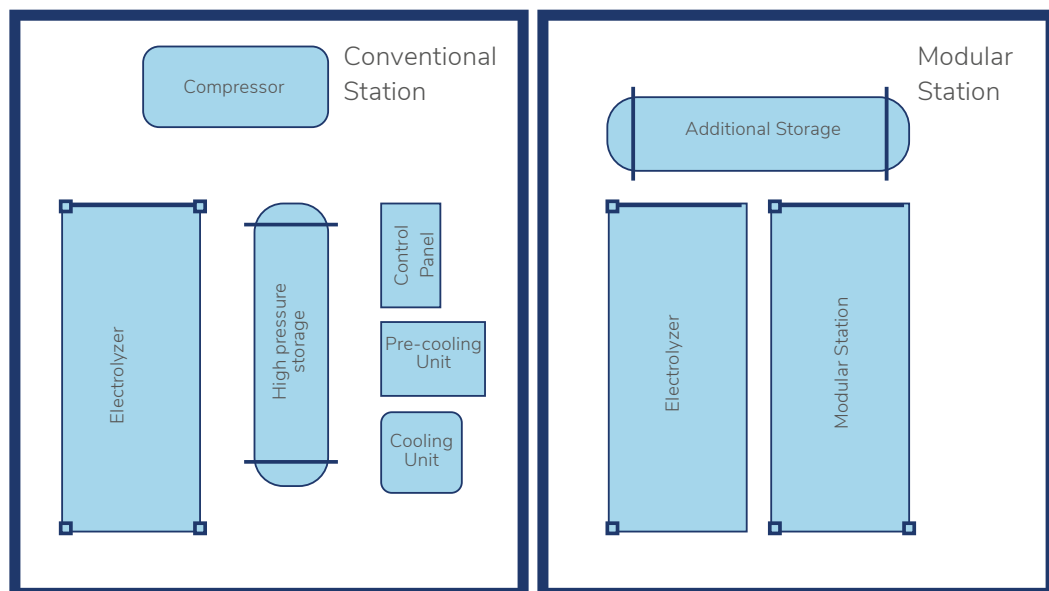 Conventional
Station
Compressor
Electrolyzer
High pressure
storage
Control
Panel
Pre-cooling
Unit
Cooling
Unit
Modular
Station
Additional Storage
Electrolyzer
Modular Station